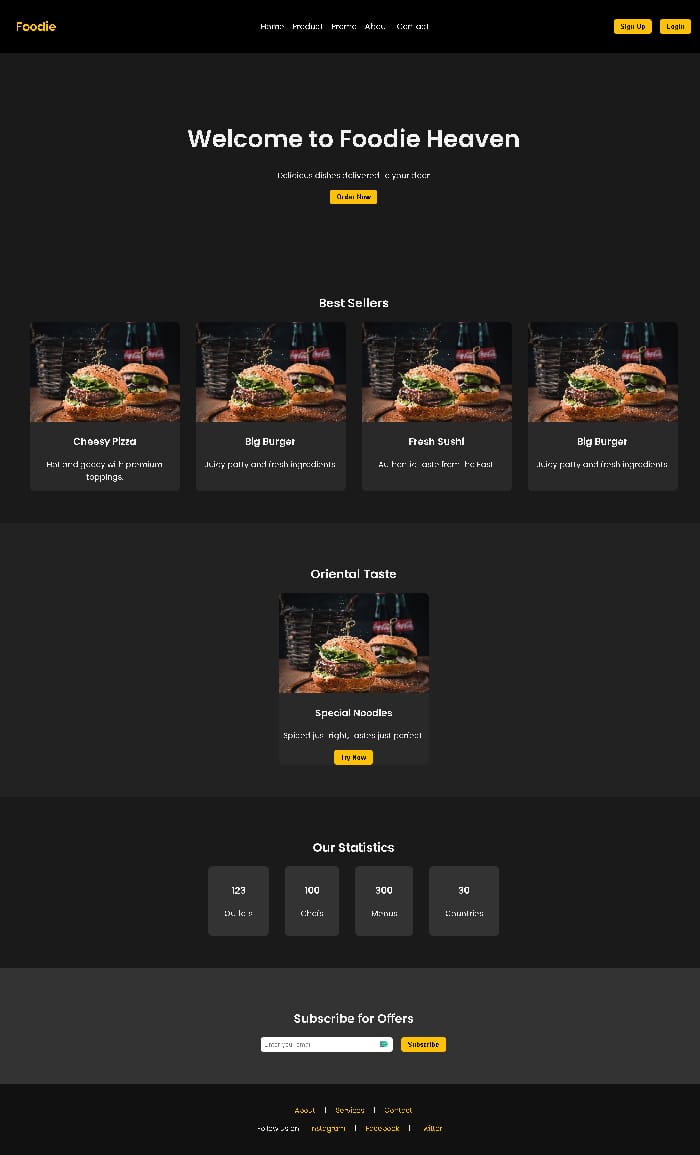 Foodie Home Product Promo About Contact Sign Up Login
Welcome to Foodie Heaven
Delicious dishes delivered to your door
Order Now
Best Sellers
Cheesy Pizza Big Burger Fresh Sushi Big Burger
Hot and gooey with premium toppings. Juicy patty and fresh ingredients. Authentic taste from the East Juicy patty and fresh ingredients.
Oriental Taste
Special Noodles
Spiced just right, tastes just perfect.
Try Now
Our Statistics
123 100 300 30
Outlets Chefs Menus Countries
Subscribe for Offers
Enter your email Subscribe
About | Services | Contact
Follow us on Instagram | Facebook | Twitter